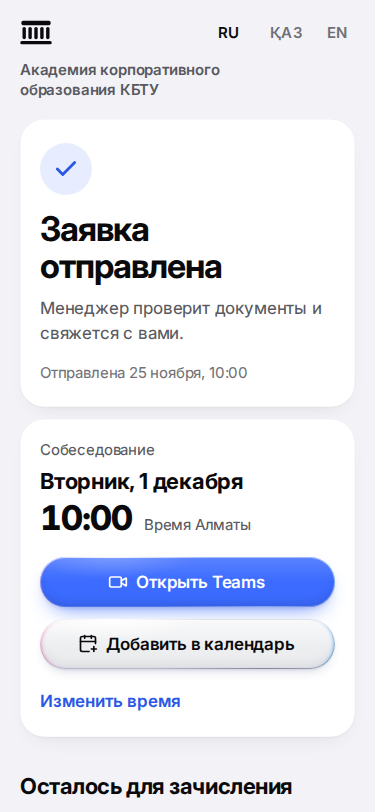 RU ҚАЗ EN
Академия корпоративного
образования КБТУ
Заявка
отправлена
Менеджер проверит документы и
свяжется с вами.
Отправлена 25 ноября, 10:00
Собеседование
Вторник, 1 декабря
10:00 Время Алматы
Открыть Teams
Добавить в календарь
Изменить время
Осталось для зачисления